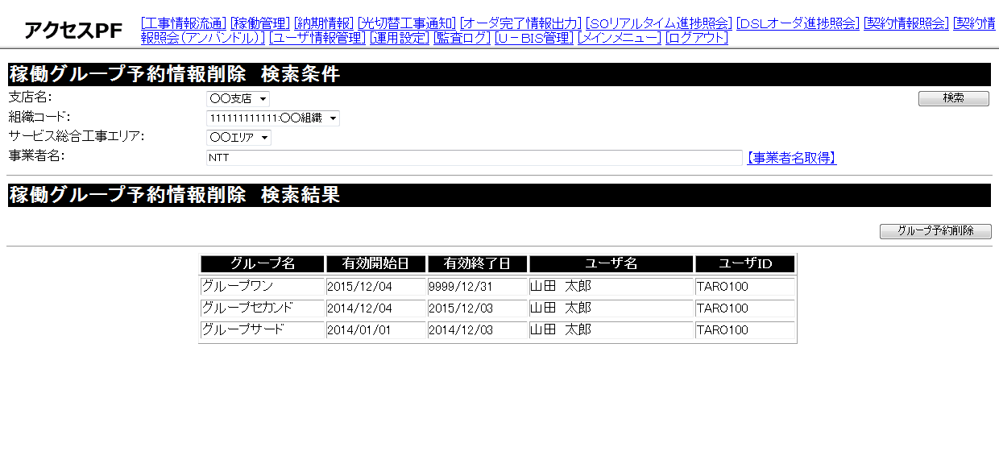 アクセスPF
[工事情報流通] [稼働管理] [納期情報] [光切替工事通知] [オーダ完了情報出力] [SOリアルタイム進捗照会] [DSLオーダ進捗照会] [契約情報照会] [契約情
報照会(アンバンドル)] [ユーザ情報管理] [運用設定] [監査ログ] [U－BIS管理] [メインメニュー] [ログアウト]
稼働グループ予約情報削除　検索条件
支店名: 〇〇支店 検索
組織コード: 111111111111:〇〇組織
サービス総合工事エリア: 〇〇エリア
事業者名: NTT 【事業者名取得】
稼働グループ予約情報削除　検索結果
グループ予約削除
グループ名 有効開始日 有効終了日 ユーザ名 ユーザID
グループワン 2015/12/04 9999/12/31 山田　太郎 TARO100
グループセカンド 2014/12/04 2015/12/03 山田　太郎 TARO100
グループサード 2014/01/01 2014/12/03 山田　太郎 TARO100